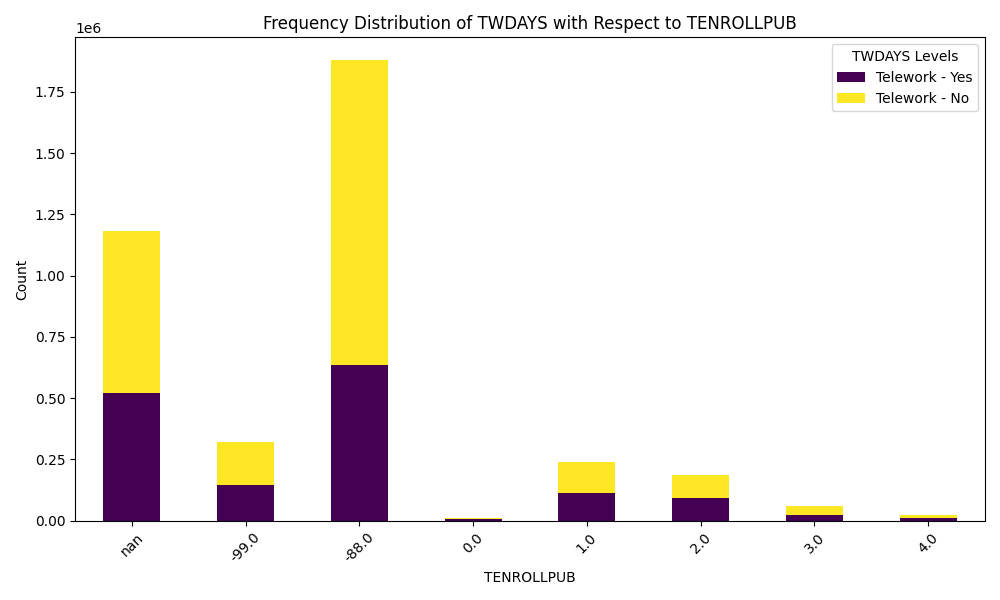 Frequency Distribution of TWDAYS with Respect to TENROLLPUB
1e6
TWDAYS Levels
Telework - Yes
Telework - No
1.75
1.50
1.25
1.00
0.75
0.50
0.25
0.00
Count
nan
-99.0
-88.0
0.0
1.0
2.0
3.0
4.0
TENROLLPUB